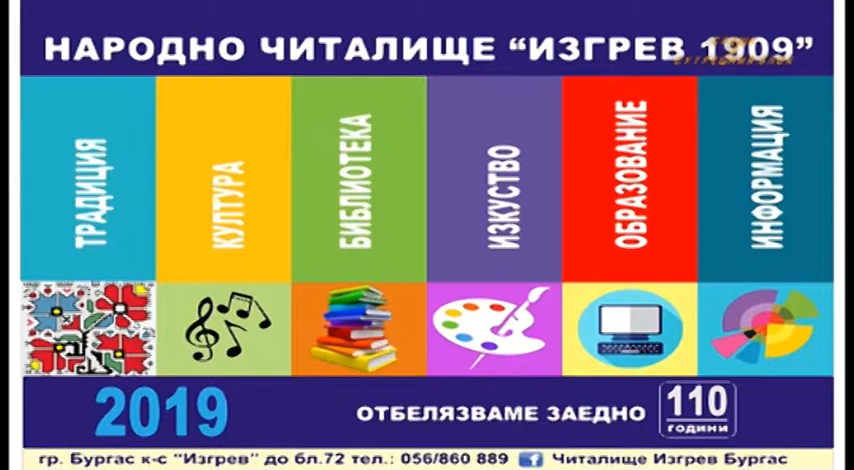 НАРОДНО ЧИТАЛИЩЕ “ИЗГРЕВ 1909”
ТРАДИЦИЯ
КУЛТУРА
БИБЛИОТЕКА
ИЗКУСТВО
ОБРАЗОВАНИЕ
ИНФОРМАЦИЯ
2019
ОТБЕЛЯЗВАМЕ ЗАЕДНО
110
ГОДИНИ
гр. Бургас к-с “Изгрев” до бл.72 тел.: 056/860 889 f Читалище Изгрев Бургас